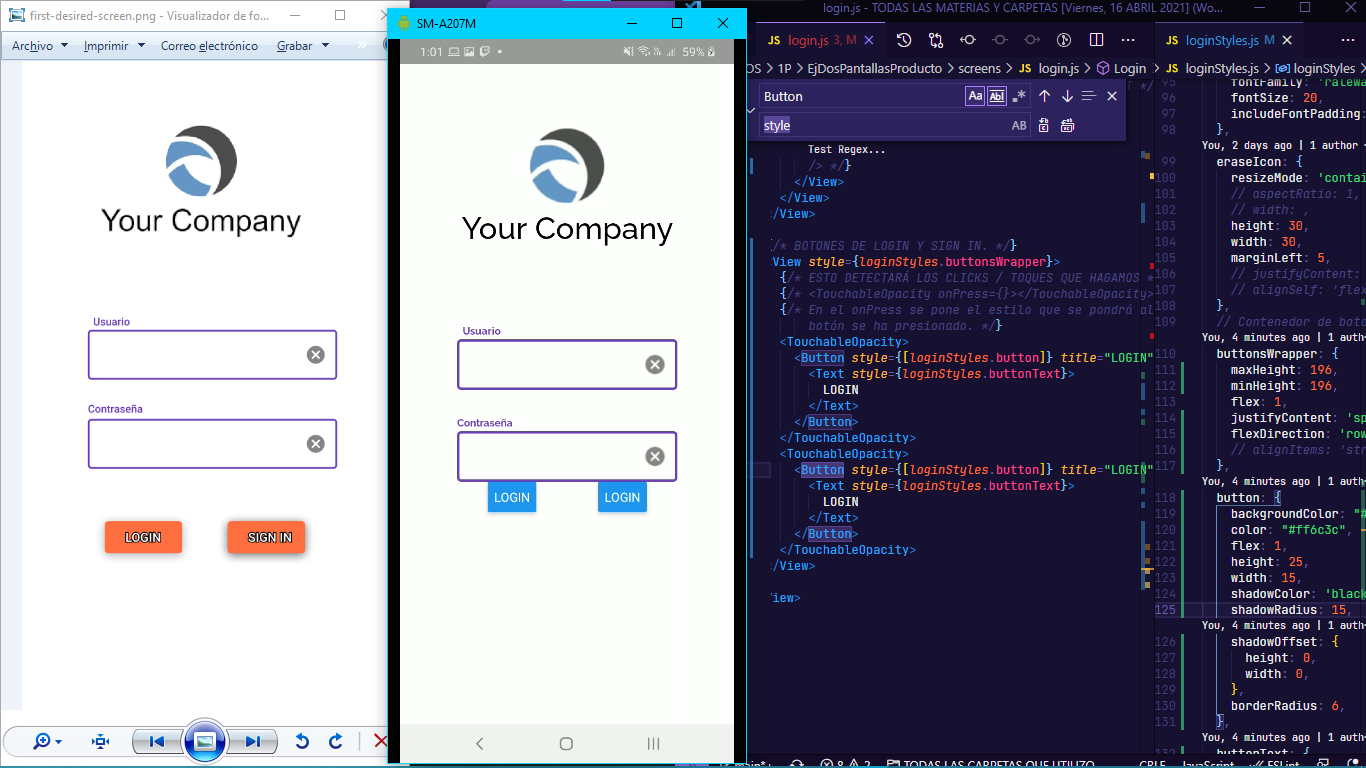 first-desired-screen.png - Visualizador de fo...
Archivo
Imprimir
Correo electrónico
Grabar
»
Your Company
Usuario
Contraseña
LOGIN
SIGN IN
SM-A207M
1:01
59%
Your Company
Usuario
Contraseña
LOGIN
LOGIN
login.js - TODAS LAS MATERIAS Y CARPETAS [Viernes, 16 ABRIL 2021] (Wo...
JS login.js 3, M
OS > 1P > EjDosPantallasProducto > screens > JS login.js > Login
Button
Aa
Abl
.*
style
AB
Test Regex...
/> */}
</View>
</View>
/View>
/* BOTONES DE LOGIN Y SIGN IN. */}
View style={loginStyles.buttonsWrapper}>
{/* ESTO DETECTARÁ LOS CLICKS / TOQUES QUE HAGAMOS *
{/* <TouchableOpacity onPress={}></TouchableOpacity>
{/* En el onPress se pone el estilo que se pondrá al
botón se ha presionado. */}
<TouchableOpacity>
<Button style={[loginStyles.button]} title="LOGIN"
<Text style={loginStyles.buttonText}>
LOGIN
</Text>
</Button>
</TouchableOpacity>
<TouchableOpacity>
<Button style={[loginStyles.button]} title="LOGIN"
<Text style={loginStyles.buttonText}>
LOGIN
</Text>
</Button>
</TouchableOpacity>
/View>
iew>
JS loginStyles.js M
JS loginStyles.js > loginStyles >
95 fontFamily: 'ralewa
96 fontSize: 20,
97 includeFontPadding:
98 },
You, 2 days ago | 1 author
99 eraseIcon: {
100 resizeMode: 'contai
101 // aspectRatio: 1,
102 // width: ,
103 height: 30,
104 width: 30,
105 marginLeft: 5,
106 // justifyContent:
107 // alignSelf: 'flex
108 },
109 // Contenedor de boto
You, 4 minutes ago | 1 auth
110 buttonsWrapper: {
111 maxHeight: 196,
112 minHeight: 196,
113 flex: 1,
114 justifyContent: 'sp
115 flexDirection: 'row
116 // alignItems: 'str
117 },
You, 4 minutes ago | 1 auth
118 button: {
119 backgroundColor: "#
120 color: "#ff6c3c",
121 flex: 1,
122 height: 25,
123 width: 15,
124 shadowColor: 'black
125 shadowRadius: 15,
You, 4 minutes ago | 1 auth
126 shadowOffset: {
127 height: 0,
128 width: 0,
129 },
130 borderRadius: 6,
131 },
You, 4 minutes ago | 1 auth
132 buttonText: {
main*
8
2
TODAS LAS CARPETAS QUE UTILIZO
CRLF
JavaScript
ESLint